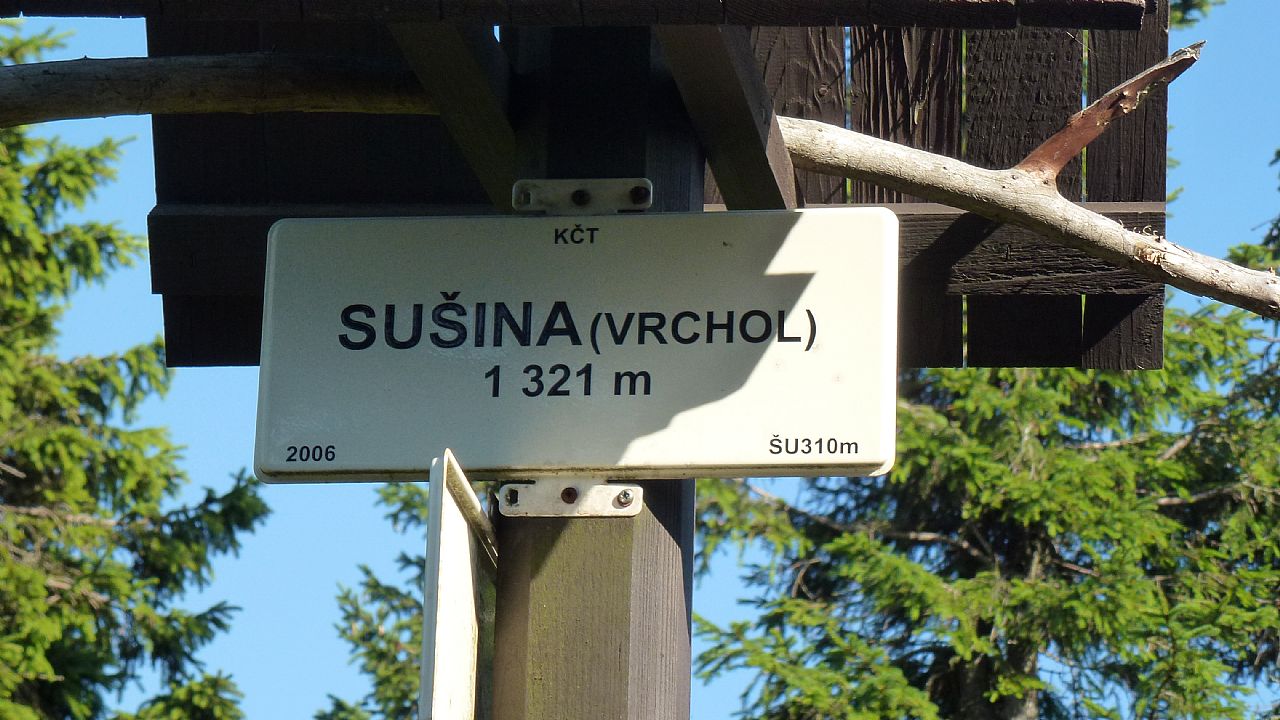 KČT
SUŠINA (VRCHOL)
1 321 m
2006 ŠU310m